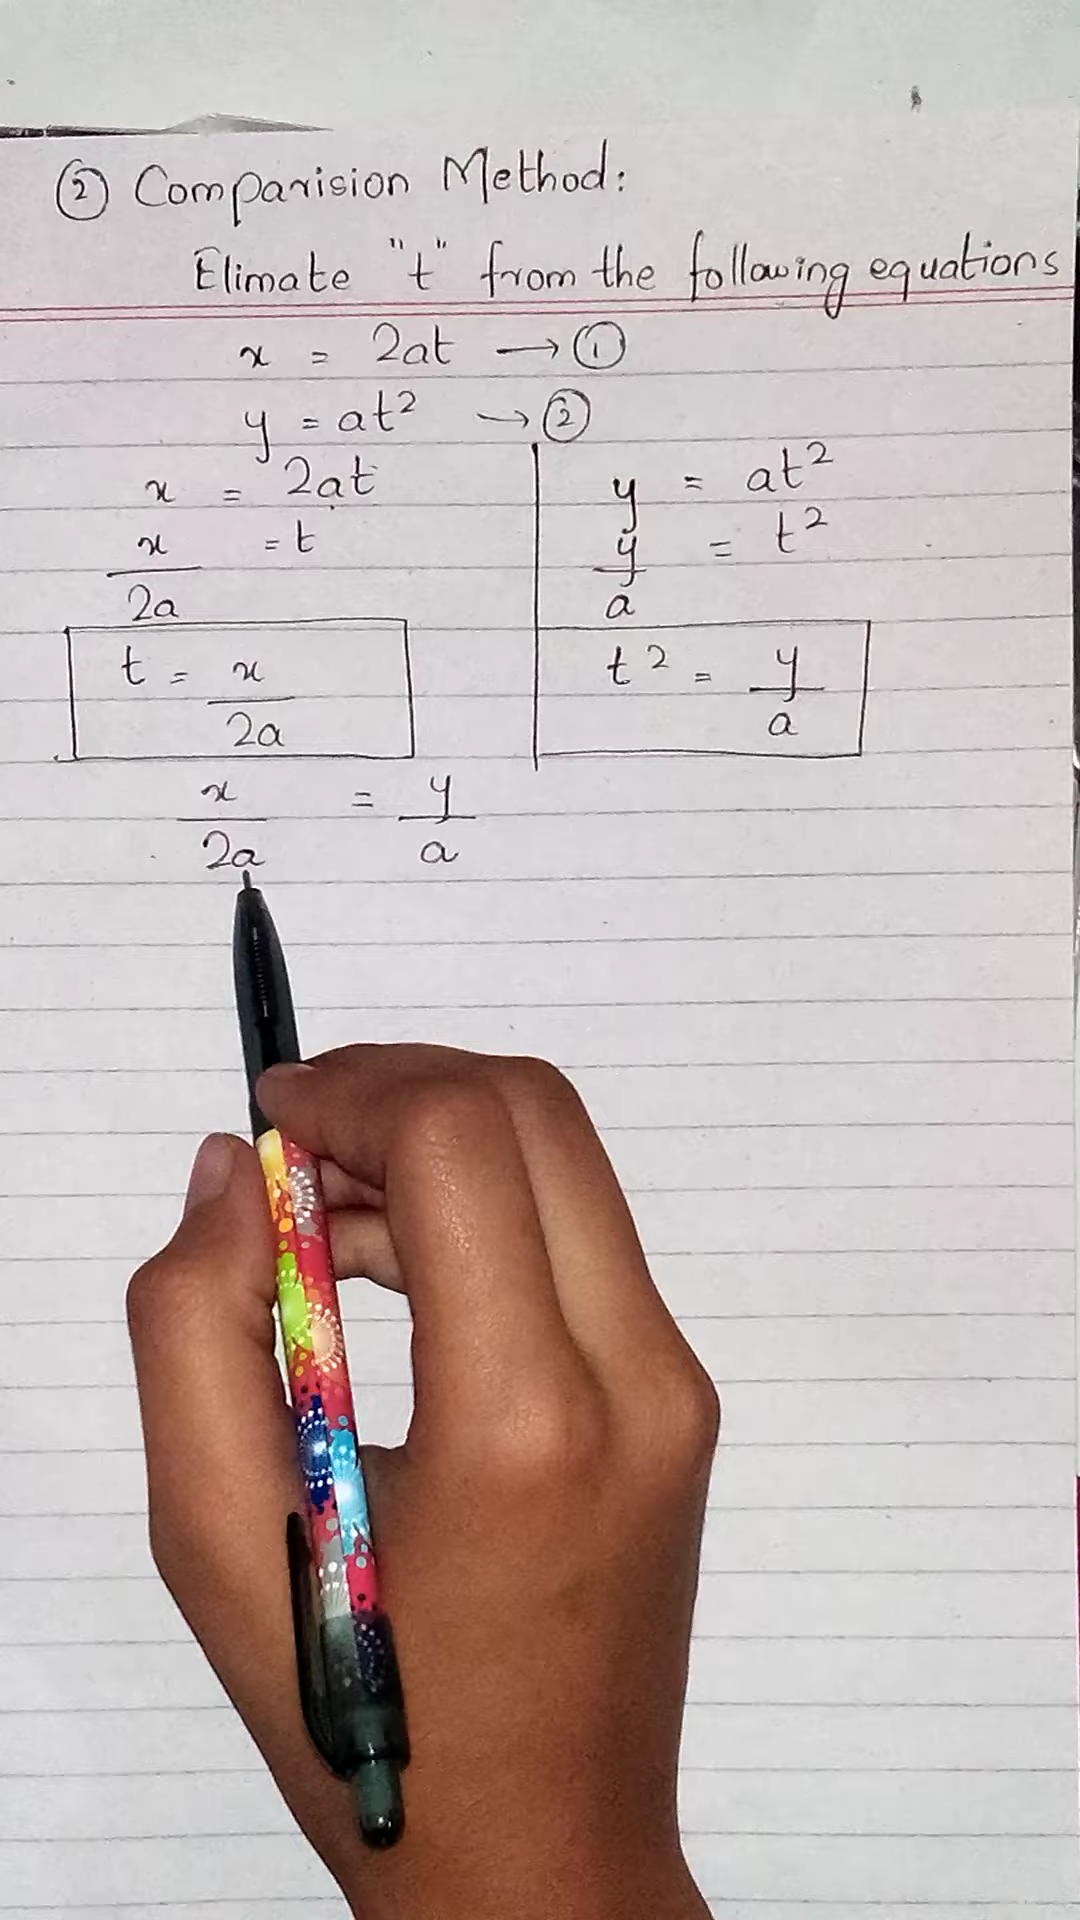 ② Comparision Method:
Elimate "t" from the following equations
x = 2at → ①
y = at² → ②
x = 2at
x/2a = t
t = x/2a
y = at²
y/a = t²
t² = y/a
x/2a = y/a